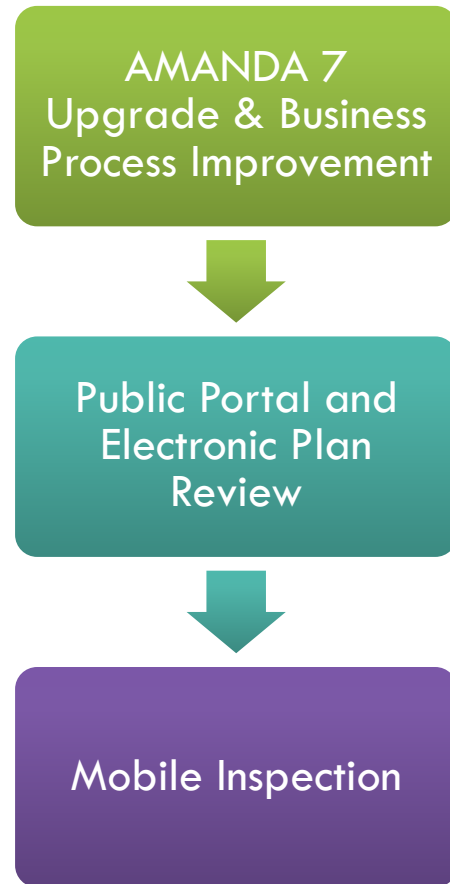 AMANDA 7
Upgrade & Business
Process Improvement
Public Portal and
Electronic Plan
Review
Mobile Inspection